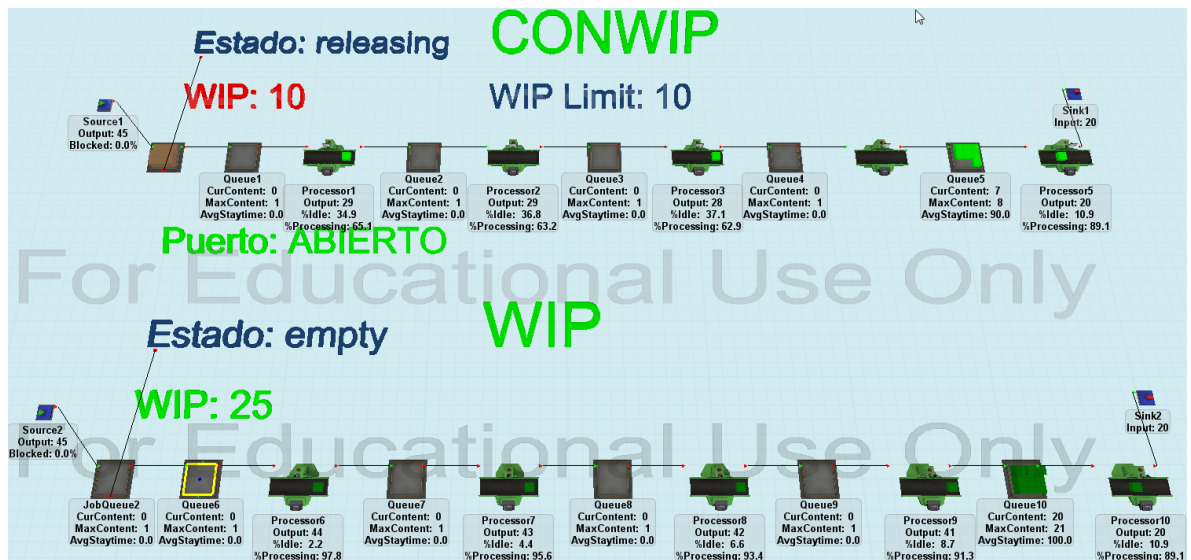 CONWIP
Estado: releasing
WIP: 10
WIP Limit: 10
Source1
Output: 45
Blocked: 0.0%
Sink1
Input: 20
Queue1
CurContent: 0
MaxContent: 1
AvgStaytime: 0.0
Processor1
Output: 29
%Idle: 34.9
%Processing: 65.1
Queue2
CurContent: 0
MaxContent: 1
AvgStaytime: 0.0
Processor2
Output: 29
%Idle: 36.8
%Processing: 63.2
Queue3
CurContent: 0
MaxContent: 1
AvgStaytime: 0.0
Processor3
Output: 28
%Idle: 37.1
%Processing: 62.9
Queue4
CurContent: 0
MaxContent: 1
AvgStaytime: 0.0
Queue5
CurContent: 7
MaxContent: 8
AvgStaytime: 90.0
Processor5
Output: 20
%Idle: 10.9
%Processing: 89.1
Puerto: ABIERTO
For Educational Use Only
WIP
Estado: empty
WIP: 25
Source2
Output: 45
Blocked: 0.0%
Sink2
Input: 20
For Educational Use Only
JobQueue2
CurContent: 0
MaxContent: 1
AvgStaytime: 0.0
Queue6
CurContent: 0
MaxContent: 1
AvgStaytime: 0.0
Processor6
Output: 44
%Idle: 2.2
%Processing: 97.8
Queue7
CurContent: 0
MaxContent: 1
AvgStaytime: 0.0
Processor7
Output: 43
%Idle: 4.4
%Processing: 95.6
Queue8
CurContent: 0
MaxContent: 1
AvgStaytime: 0.0
Processor8
Output: 42
%Idle: 6.6
%Processing: 93.4
Queue9
CurContent: 0
MaxContent: 1
AvgStaytime: 0.0
Processor9
Output: 41
%Idle: 8.7
%Processing: 91.3
Queue10
CurContent: 20
MaxContent: 21
AvgStaytime: 100.0
Processor10
Output: 20
%Idle: 10.9
%Processing: 89.1